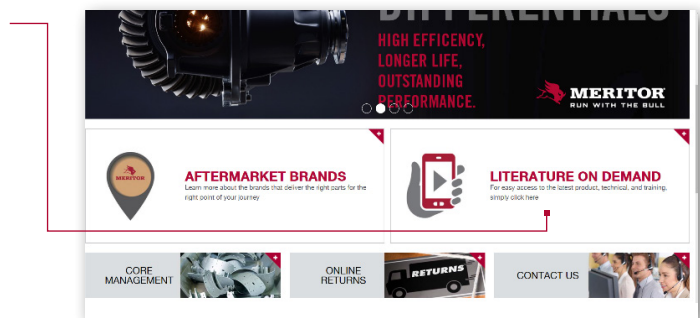 DIFFERENTIALS
HIGH EFFICIENCY,
LONGER LIFE,
OUTSTANDING
PERFORMANCE.
MERITOR
RUN WITH THE BULL
MERITOR
AFTERMARKET BRANDS
Learn more about the brands that deliver the right parts for the
right point of your journey
LITERATURE ON DEMAND
For easy access to the latest product, technical, and training,
simply click here
CORE
MANAGEMENT
ONLINE
RETURNS
RETURNS
CONTACT US